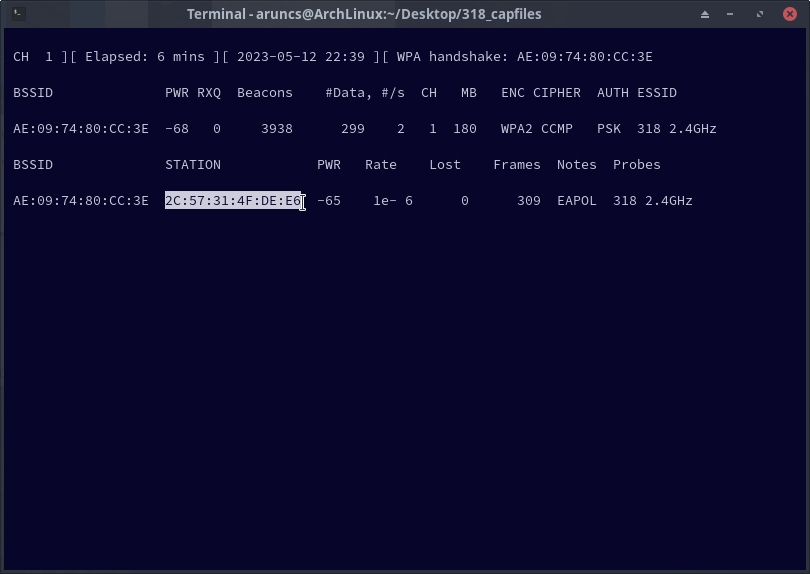 Terminal - aruncs@ArchLinux:~/Desktop/318_capfiles
CH  1 ][ Elapsed: 6 mins ][ 2023-05-12 22:39 ][ WPA handshake: AE:09:74:80:CC:3E
BSSID              PWR RXQ  Beacons    #Data, #/s  CH   MB   ENC CIPHER  AUTH ESSID
AE:09:74:80:CC:3E  -68   0     3938      299    2   1  180   WPA2 CCMP   PSK  318 2.4GHz
BSSID              STATION            PWR   Rate    Lost    Frames  Notes  Probes
AE:09:74:80:CC:3E  2C:57:31:4F:DE:E6  -65    1e- 6      0      309  EAPOL  318 2.4GHz